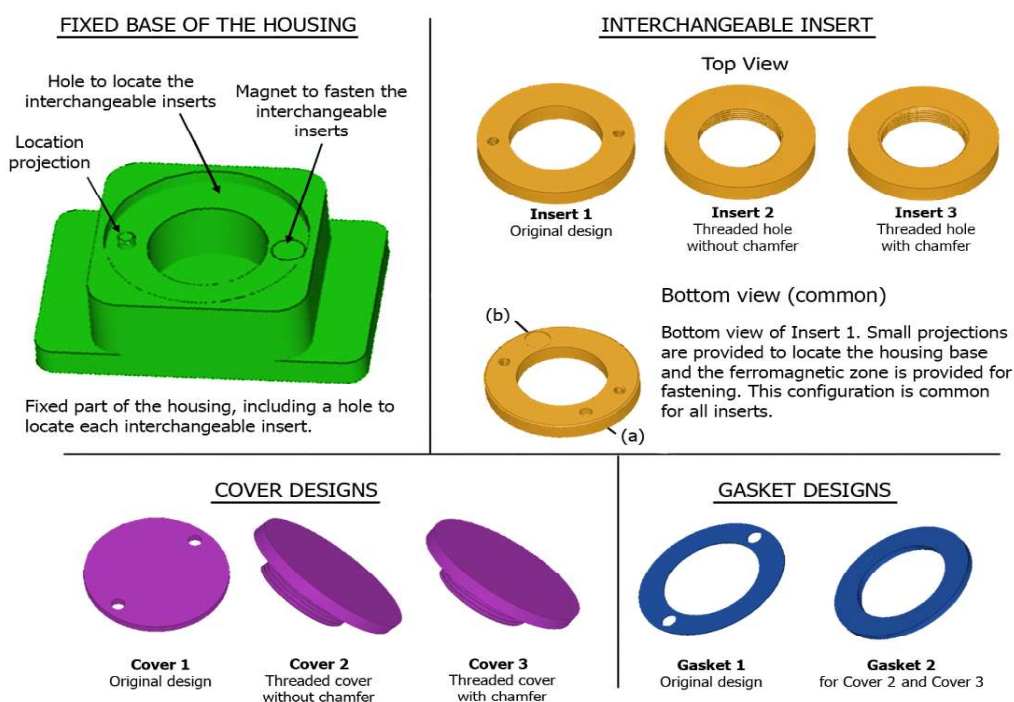 FIXED BASE OF THE HOUSING
Hole to locate the
interchangeable inserts
Magnet to fasten the
interchangeable
inserts
Location
projection
Fixed part of the housing, including a hole to
locate each interchangeable insert.
INTERCHANGEABLE INSERT
Top View
Insert 1
Original design
Insert 2
Threaded hole
without chamfer
Insert 3
Threaded hole
with chamfer
Bottom view (common)
(b)
(a)
Bottom view of Insert 1. Small projections
are provided to locate the housing base
and the ferromagnetic zone is provided for
fastening. This configuration is common
for all inserts.
COVER DESIGNS
Cover 1
Original design
Cover 2
Threaded cover
without chamfer
Cover 3
Threaded cover
with chamfer
GASKET DESIGNS
Gasket 1
Original design
Gasket 2
for Cover 2 and Cover 3